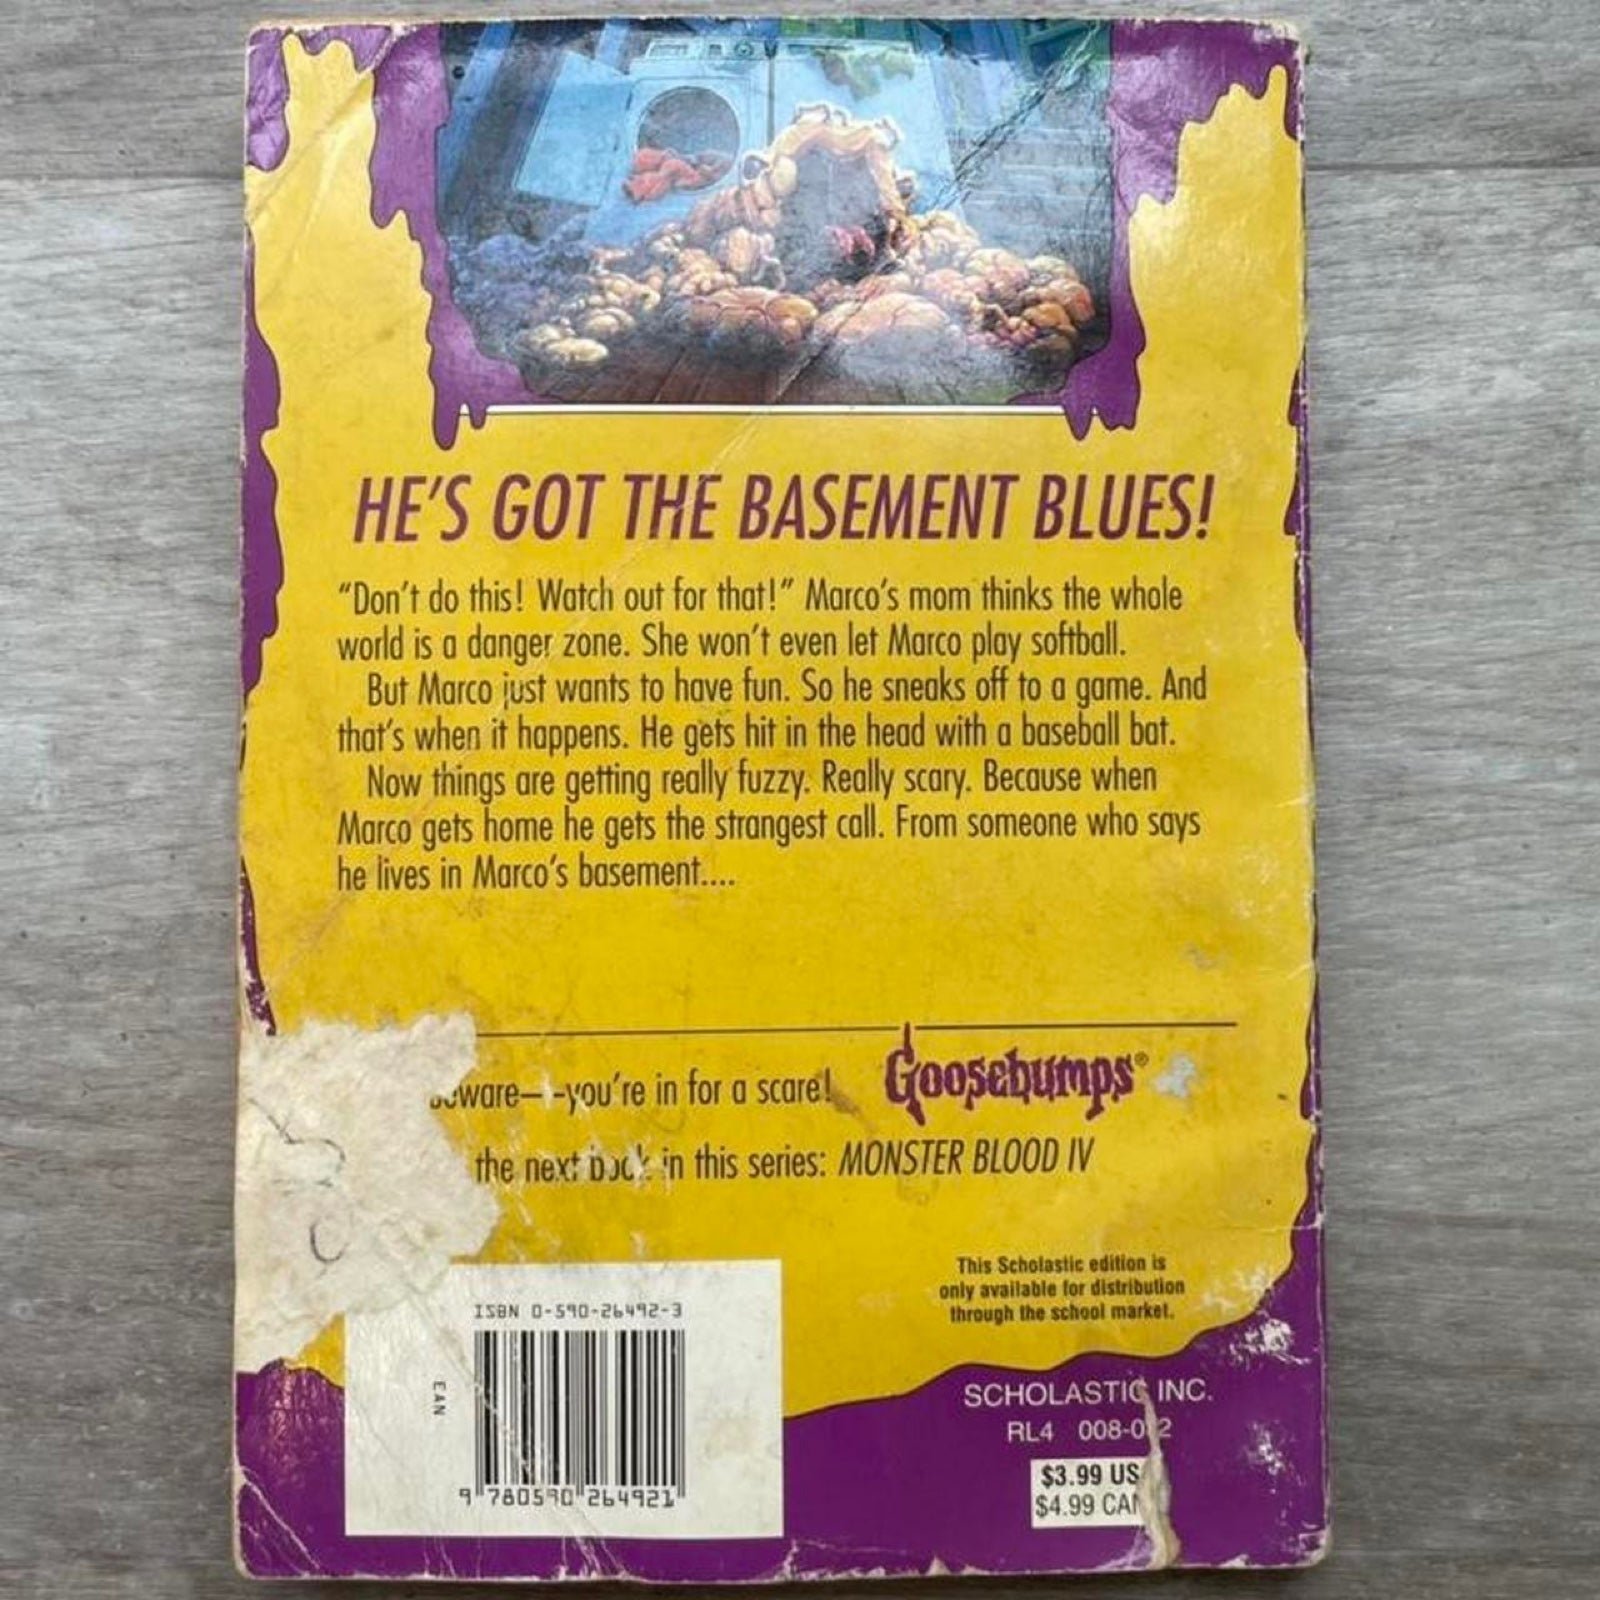 HE'S GOT THE BASEMENT BLUES!
“Don't do this! Watch out for that!” Marco's mom thinks the whole
world is a danger zone. She won't even let Marco play softball.
But Marco just wants to have fun. So he sneaks off to a game. And
that's when it happens. He gets hit in the head with a baseball bat.
Now things are getting really fuzzy. Really scary. Because when
Marco gets home he gets the strangest call. From someone who says
he lives in Marco's basement....
you're in for a scare! Goosebumps®
the next book in this series: MONSTER BLOOD IV
This Scholastic edition is
only available for distribution
through the school market.
ISBN 0-590-26492-3
EAN
9 780590 264921
SCHOLASTIC INC.
RL4
$3.99 US
$4.99